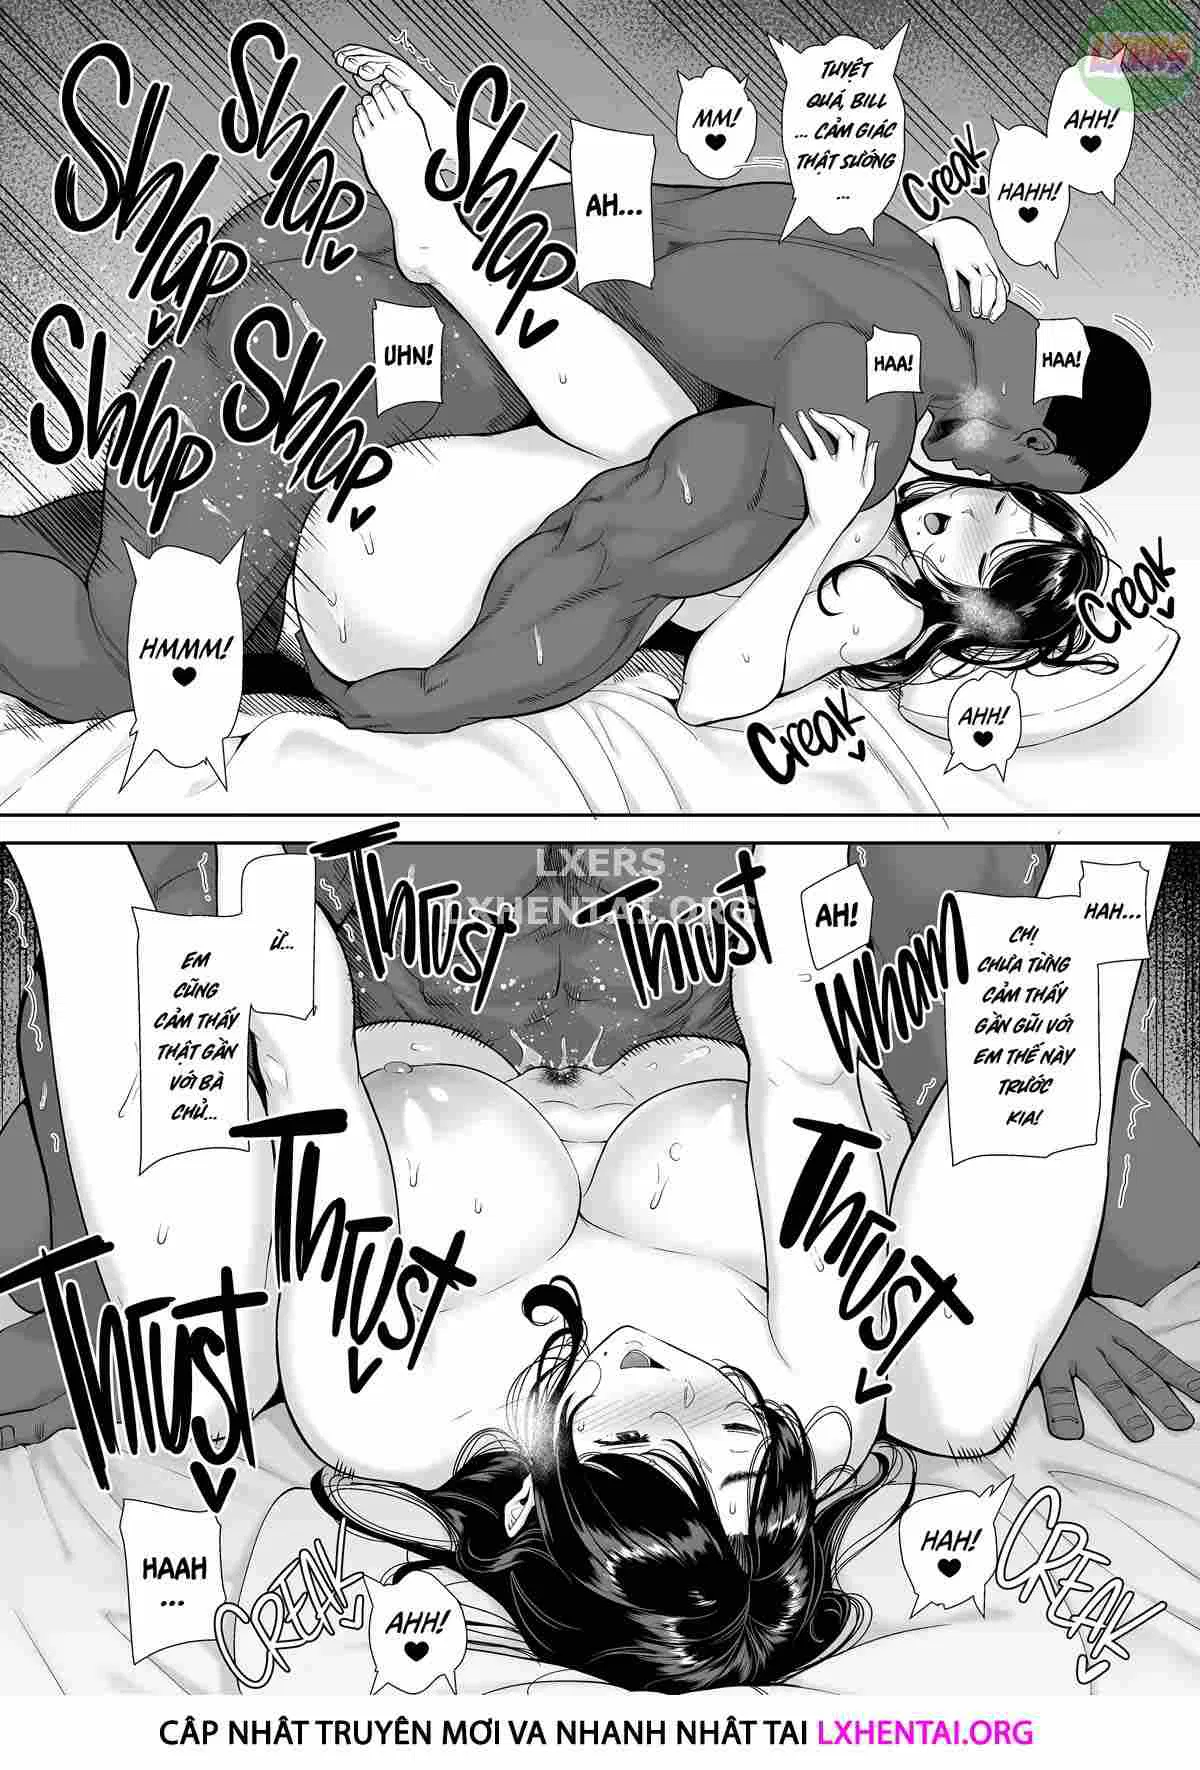 LXERS
AHH!
HAHH!
TUYỆT
QUÁ, BILL
... CẢM GIÁC
THẬT SƯỚNG
...
MM!
AH...
Creak
Shlap
Shlap
Shlap
Shlap
Shlap
UHN!
HAA!
HAA!
Creak
HMMM!
AHH!
Creak
LXERS
LXHENTAI.ORG
HAH...
CHỊ
CHƯA TỪNG
CẢM THẤY
GẦN GŨI VỚI
EM THẾ NÀY
TRƯỚC
KIA!
AH!
Wham
Thrust
Thrust
Ừ...
EM
CŨNG
CẢM THẤY
THẬT GẦN
VỚI BÀ
CHỦ...
Thrust
Thrust
Thrust
HAH!
CREAK
HAAH
...
CREAK
AHH!
CẬP NHẬT TRUYỆN MƠI VA NHANH NHẤT TAI LXHENTAI.ORG